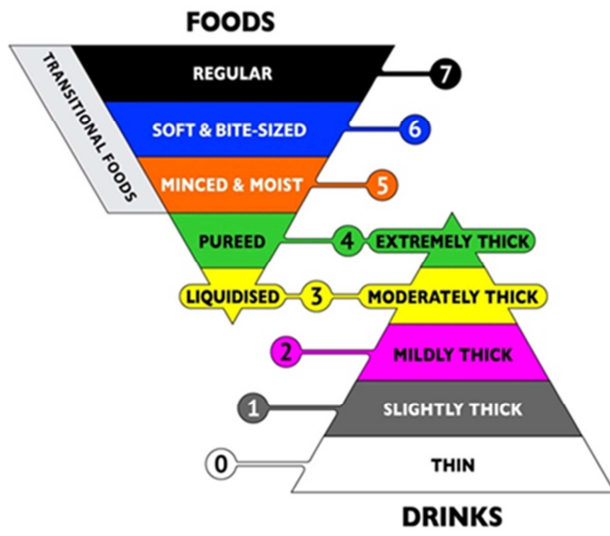 FOODS
TRANSITIONAL FOODS
REGULAR
7
SOFT & BITE-SIZED
6
MINCED & MOIST
5
PUREED
4
EXTREMELY THICK
LIQUIDISED
3
MODERATELY THICK
2
MILDLY THICK
1
SLIGHTLY THICK
0
THIN
DRINKS